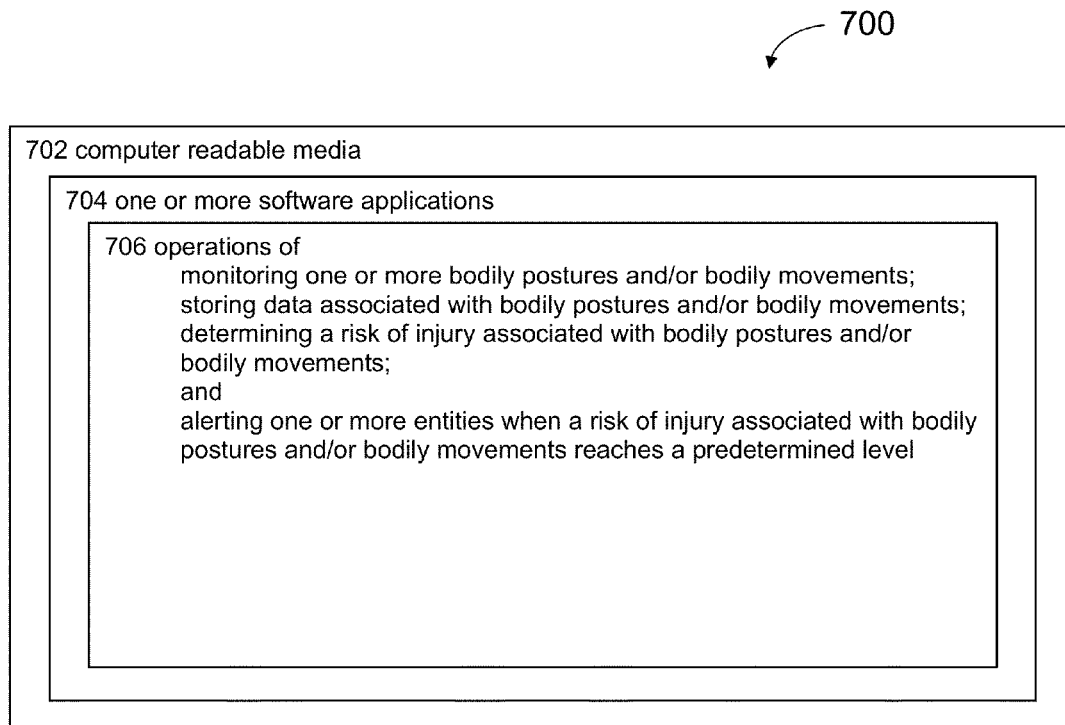 700
702 computer readable media
704 one or more software applications
706 operations of
monitoring one or more bodily postures and/or bodily movements;
storing data associated with bodily postures and/or bodily movements;
determining a risk of injury associated with bodily postures and/or
bodily movements;
and
alerting one or more entities when a risk of injury associated with bodily
postures and/or bodily movements reaches a predetermined level